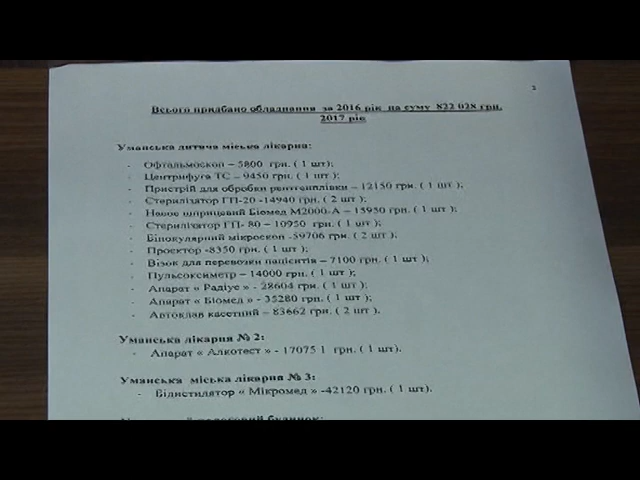 2
Всього придбано обладнання за 2016 рік на суму 822 028 грн.
2017 рік
Уманська дитяча міська лікарня:
- Офтальмоскоп – 5800 грн. ( 1 шт);
- Центрифуга ТС – 9450 грн. ( 1 шт );
- Пристрій для обробки рентгенплівки – 12150 грн. ( 1 шт );
- Стерилізатор ГП-20 -14940 грн. ( 2 шт );
- Насос шприцевий Біомед М2000-А – 15950 грн. ( 1 шт );
- Стерилізатор ГП- 80 – 10950 грн. ( 1 шт );
- Бінокулярний мікроскоп -59706 грн. ( 2 шт );
- Проектор -8350 грн. ( 1 шт );
- Візок для перевозки пацієнтів – 7100 грн. ( 1 шт );
- Пульсоксиметр – 14000 грн. ( 1 шт );
- Апарат « Радіус » - 28604 грн. ( 1 шт );
- Апарат « Біомед » - 35280 грн. ( 1 шт );
- Автоклав касетний – 83662 грн. ( 2 шт ).
Уманська лікарня № 2:
- Апарат « Алкотест » - 17075 1 грн. ( 1 шт).
Уманська міська лікарня № 3:
- Бідистилятор « Мікромед » -42120 грн. ( 1 шт).
будинок: